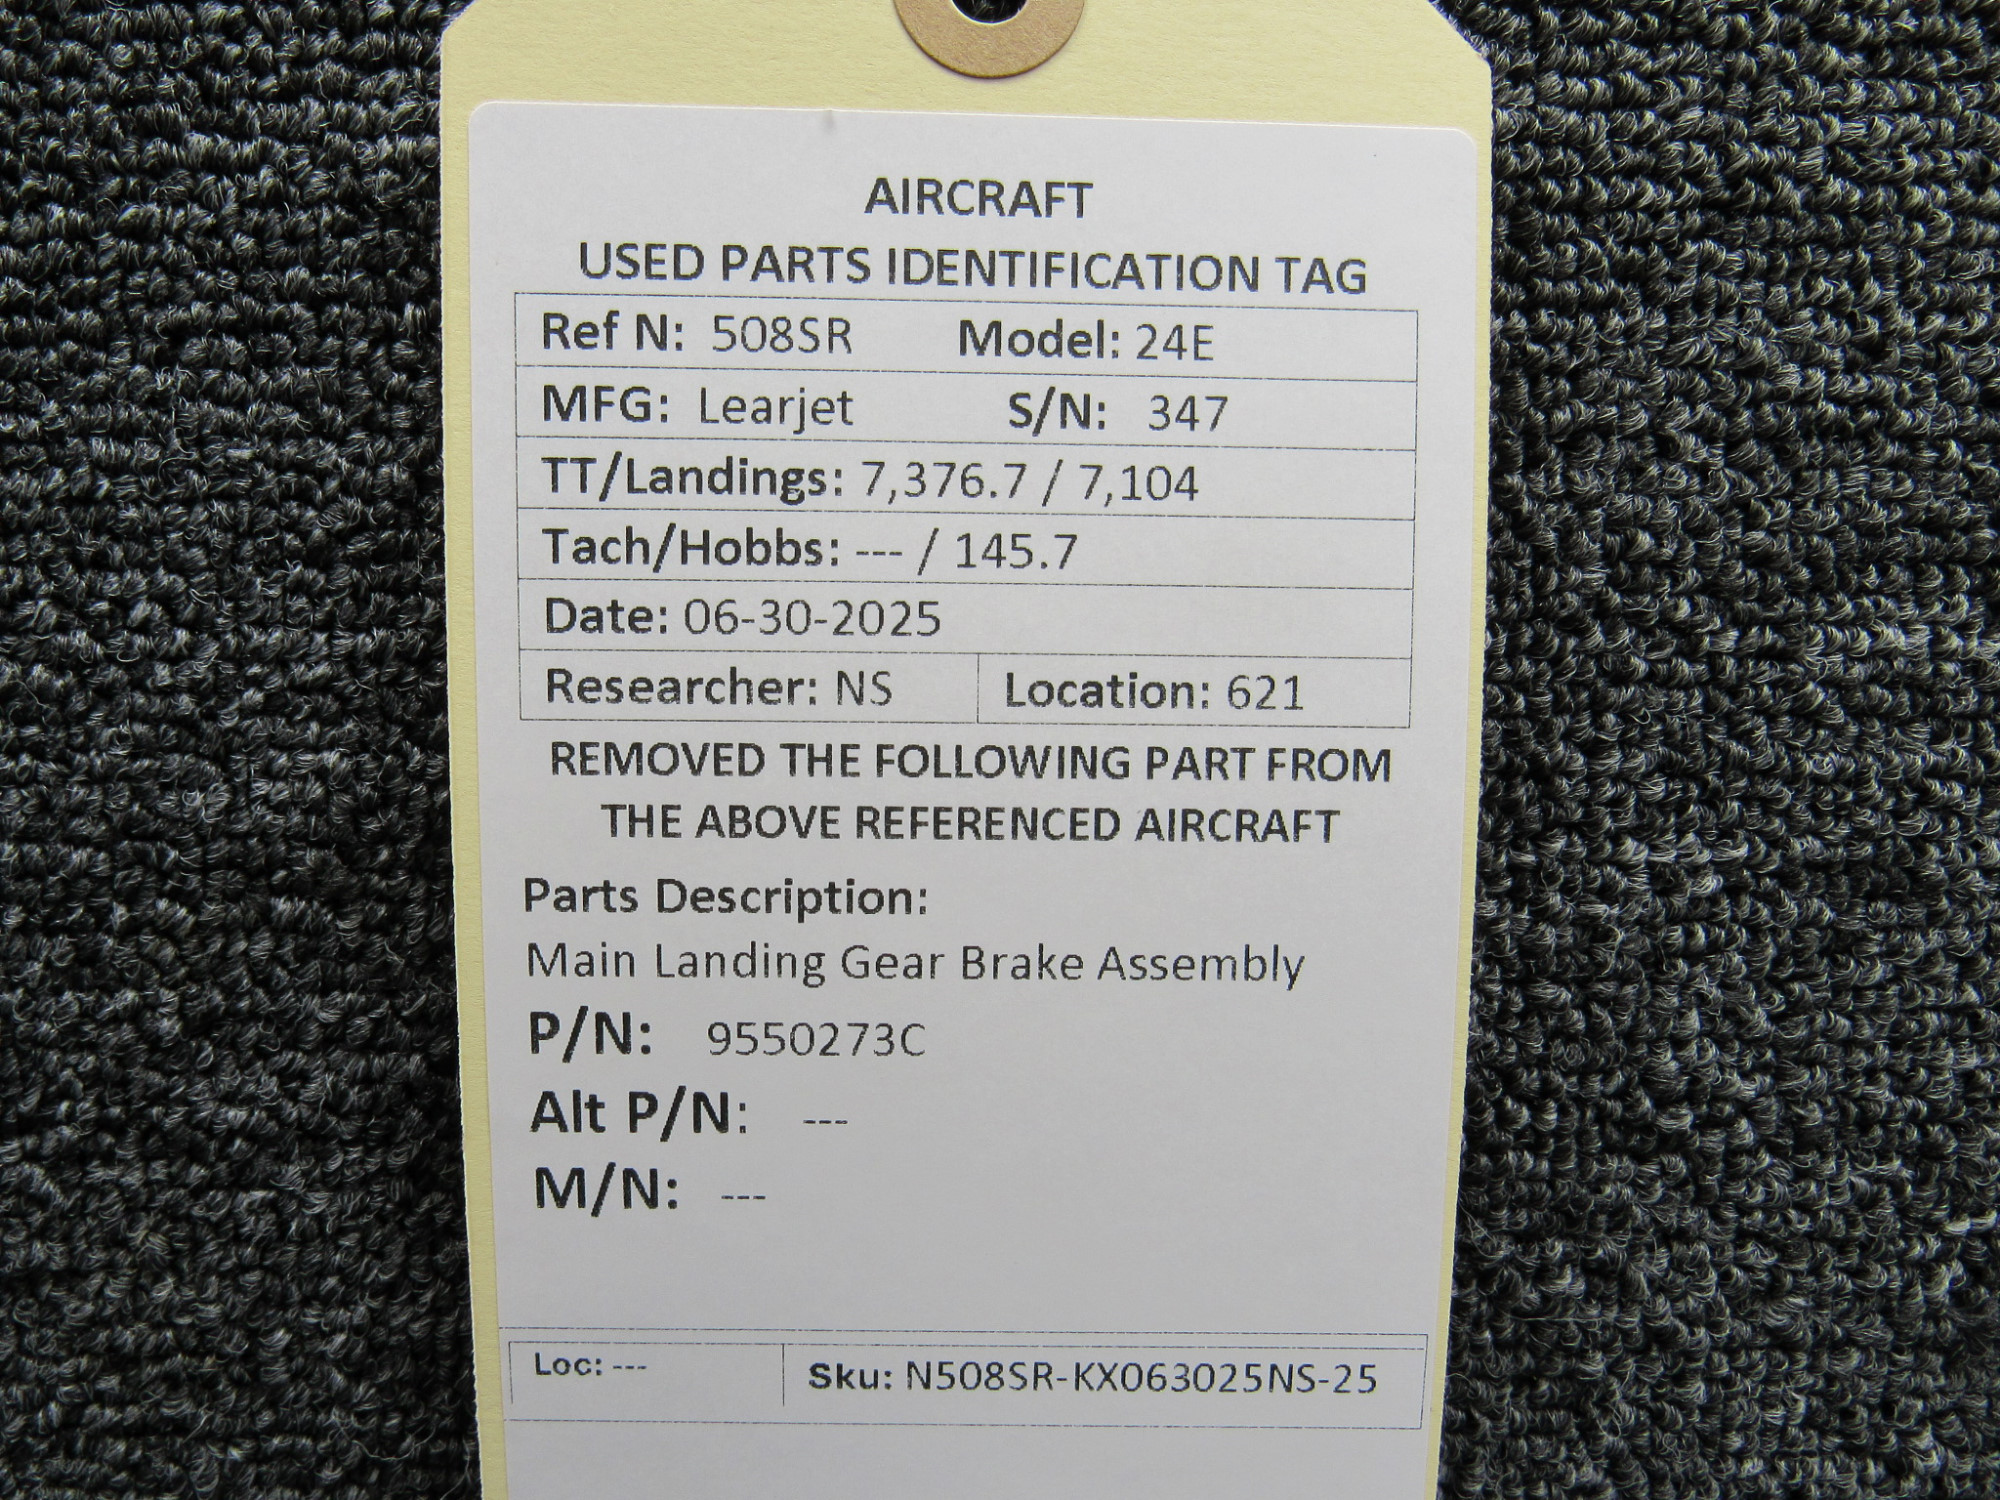 AIRCRAFT
USED PARTS IDENTIFICATION TAG
Ref N: 508SR Model: 24E
MFG: Learjet S/N: 347
TT/Landings: 7,376.7 / 7,104
Tach/Hobbs: --- / 145.7
Date: 06-30-2025
Researcher: NS Location: 621
REMOVED THE FOLLOWING PART FROM
THE ABOVE REFERENCED AIRCRAFT
Parts Description:
Main Landing Gear Brake Assembly
P/N: 9550273C
Alt P/N: ---
M/N: ---
Loc: --- Sku: N508SR-KX063025NS-25